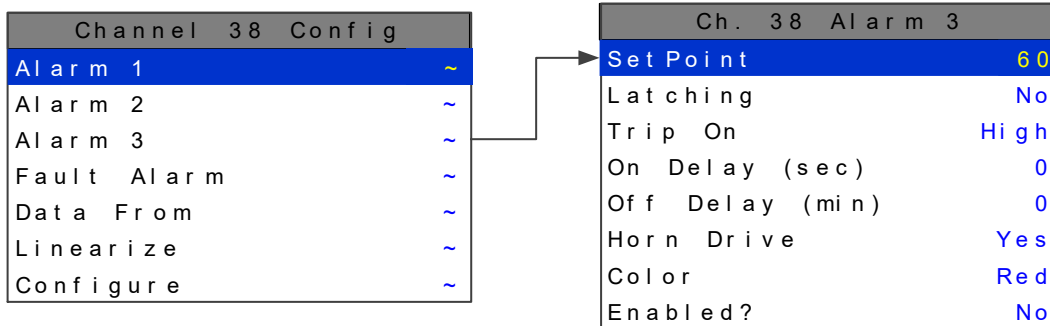 Channel 38 Config
Alarm 1 ~
Alarm 2 ~
Alarm 3 ~
Fault Alarm ~
Data From ~
Linearize ~
Configure ~
Ch. 38 Alarm 3
Set Point 60
Latching No
Trip On High
On Delay (sec) 0
Off Delay (min) 0
Horn Drive Yes
Color Red
Enabled? No